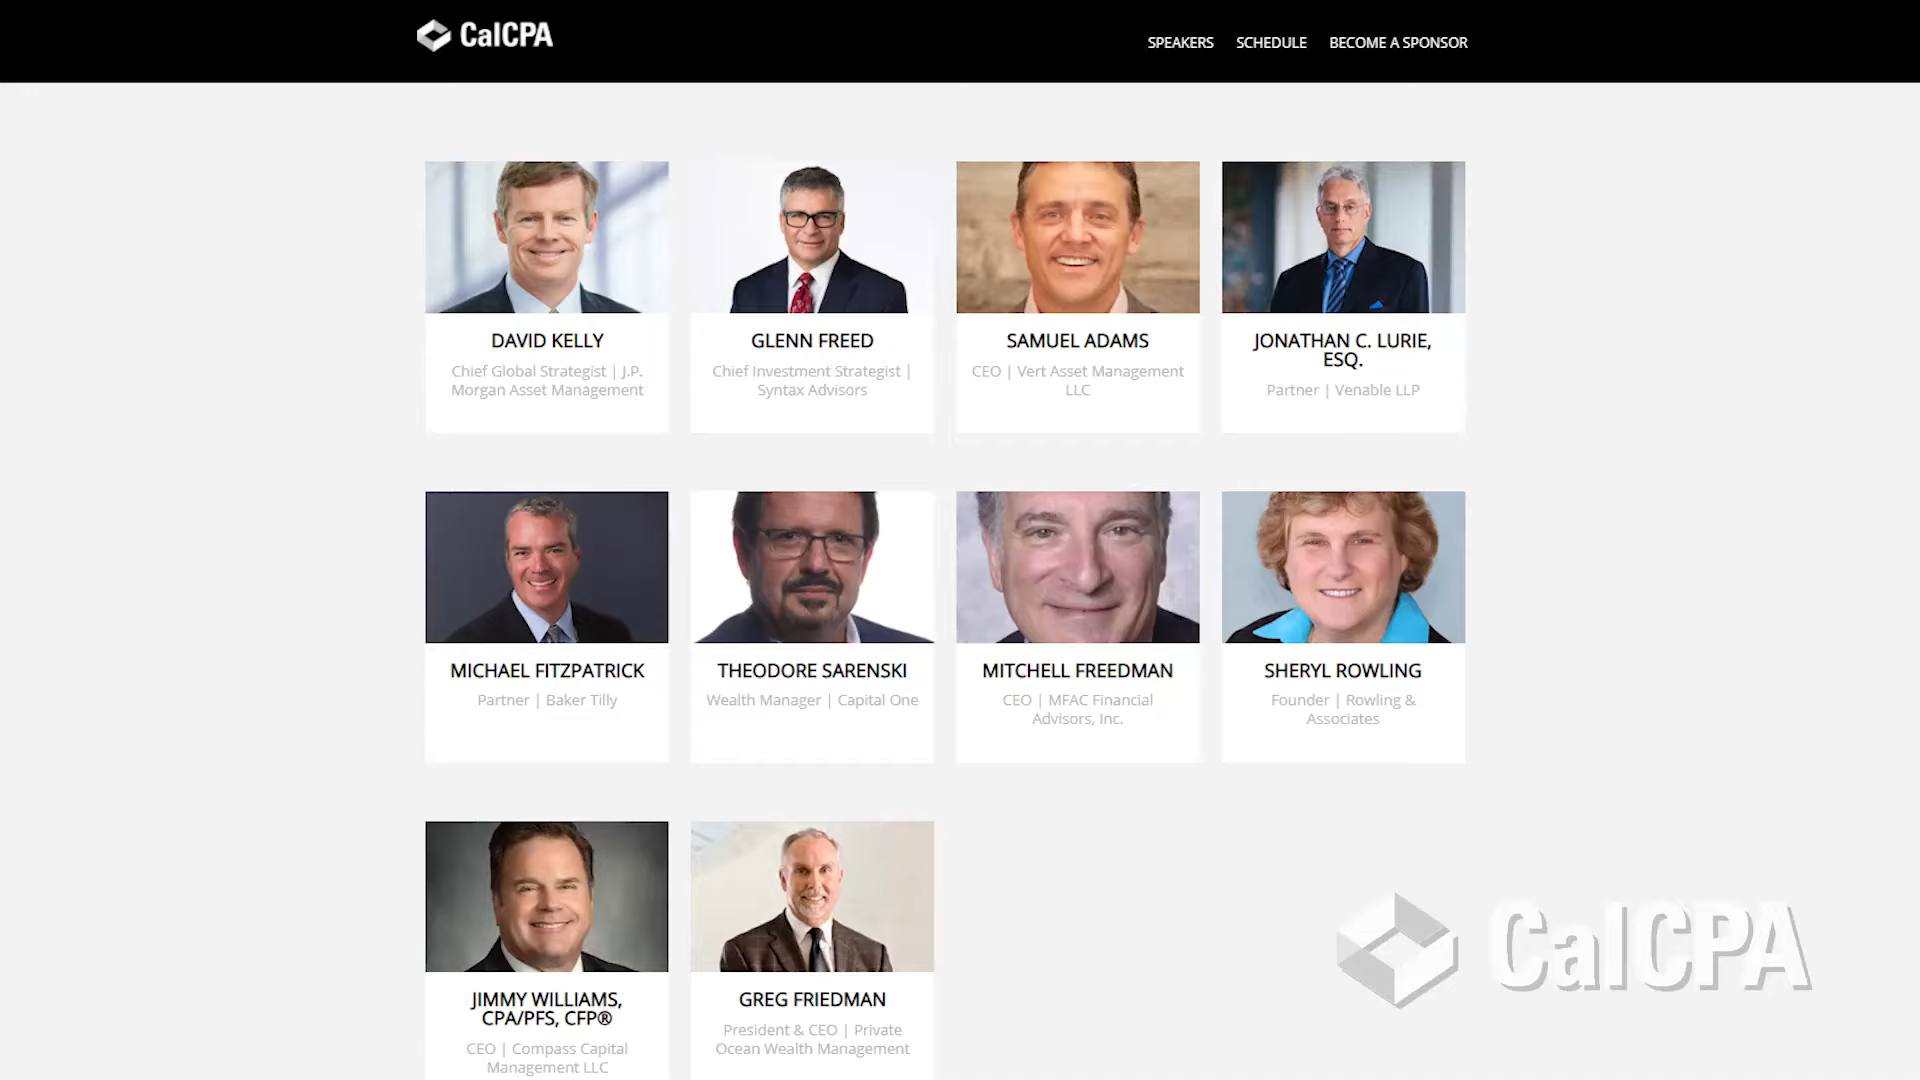 CalCPA
SPEAKERS SCHEDULE BECOME A SPONSOR
DAVID KELLY
Chief Global Strategist | J.P.
Morgan Asset Management
GLENN FREED
Chief Investment Strategist |
Syntax Advisors
SAMUEL ADAMS
CEO | Vert Asset Management
LLC
JONATHAN C. LURIE,
ESQ.
Partner | Venable LLP
MICHAEL FITZPATRICK
Partner | Baker Tilly
THEODORE SARENSKI
Wealth Manager | Capital One
MITCHELL FREEDMAN
CEO | MFAC Financial
Advisors, Inc.
SHERYL ROWLING
Founder | Rowling &
Associates
JIMMY WILLIAMS,
CPA/PFS, CFP®
CEO | Compass Capital
Management LLC
GREG FRIEDMAN
President & CEO | Private
Ocean Wealth Management
CalCPA